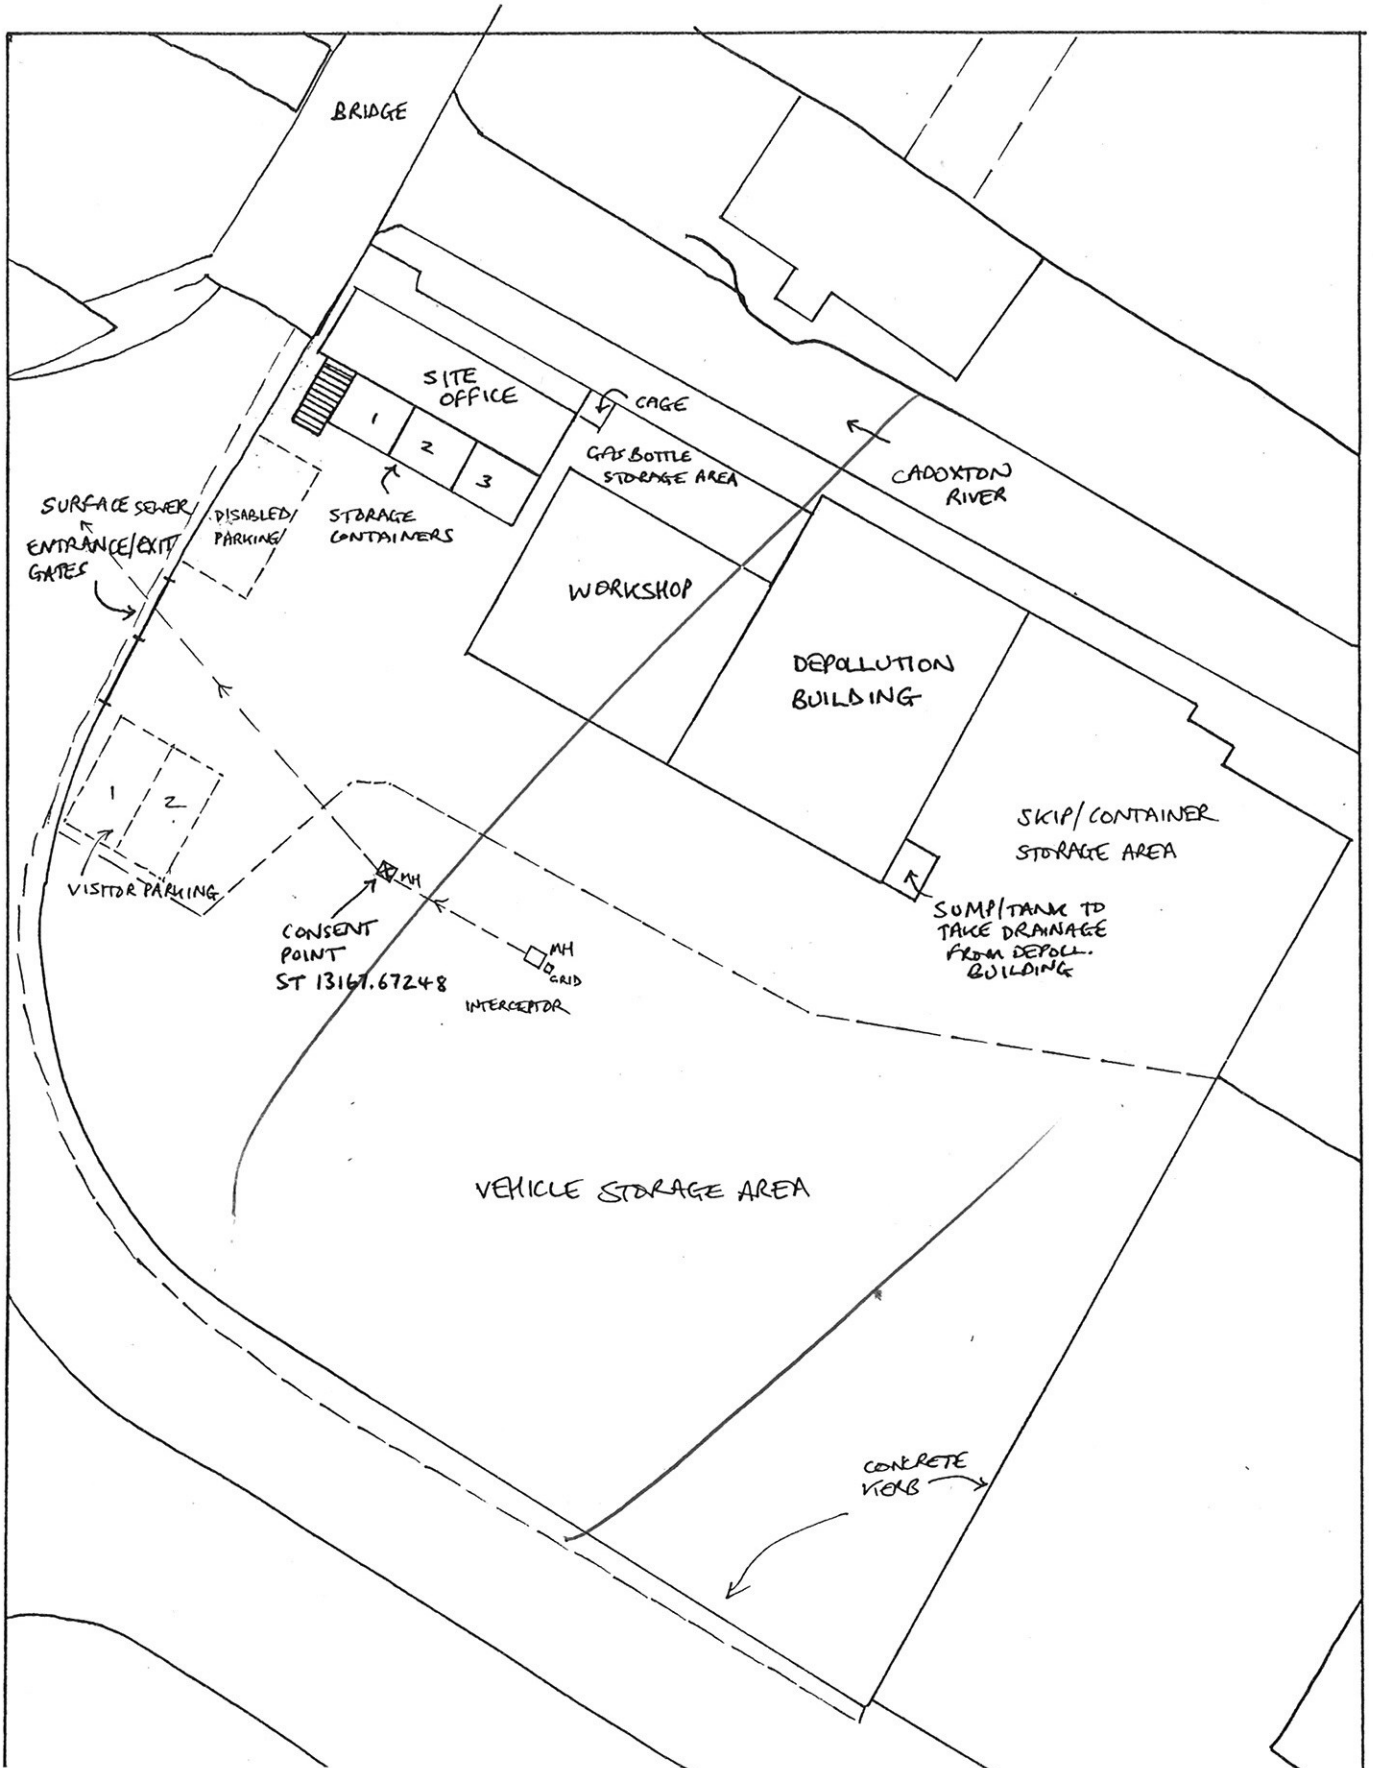 BRIDGE
SITE
OFFICE
1
2
3
CAGE
GAS BOTTLE
STORAGE AREA
CADOXTON
RIVER
SURFACE SEWER
ENTRANCE/EXIT
GATES
DISABLED
PARKING
STORAGE
CONTAINERS
WORKSHOP
DEPOLLUTION
BUILDING
1
2
VISITOR PARKING
SKIP/CONTAINER
STORAGE AREA
MH
CONSENT
POINT
ST 13167.67248
MH
GRID
INTERCEPTOR
SUMP/TANK TO
TAKE DRAINAGE
FROM DEPOLL.
BUILDING
VEHICLE STORAGE AREA
CONCRETE
KERB